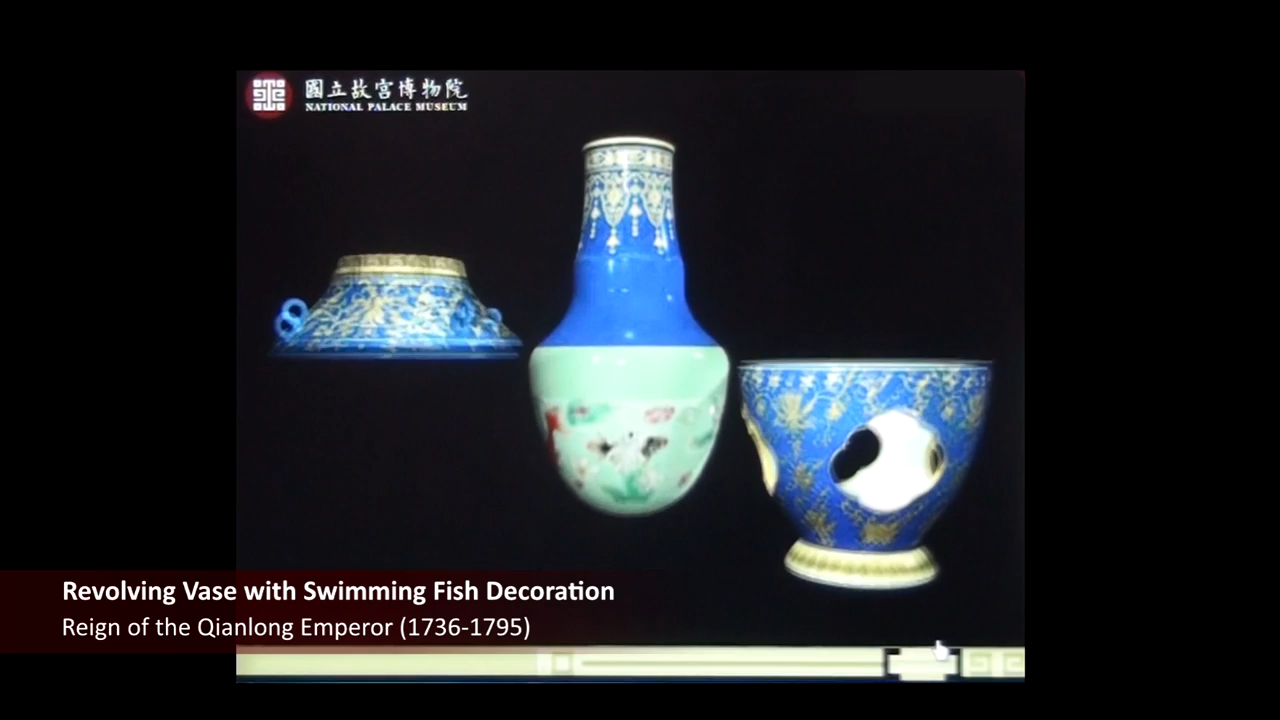 國立故宮博物院
NATIONAL PALACE MUSEUM
Revolving Vase with Swimming Fish Decoration
Reign of the Qianlong Emperor (1736-1795)